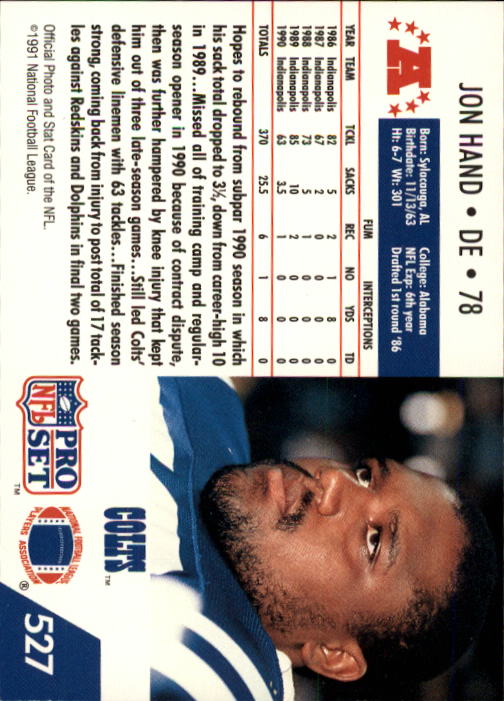 JON HAND • DE • 78
A
Born: Sylacauga, AL
Birthdate: 11/13/63
Ht: 6-7 Wt: 301
College: Alabama
NFL Exp: 6th year
Drafted 1st round '86
FUM INTERCEPTIONS
YEAR TEAM TCKL SACKS REC NO YDS TD
1986 Indianapolis 82 5 2 1 8 0
1987 Indianapolis 67 2 0 0 0 0
1988 Indianapolis 73 5 1 0 0 0
1989 Indianapolis 85 10 2 0 0 0
1990 Indianapolis 63 3.5 1 0 0 0
TOTALS 370 25.5 6 1 8 0
Hopes to rebound from subpar 1990 season in which
his sack total dropped to 3½, down from career-high 10
in 1989...Missed all of training camp and regular-
season opener in 1990 because of contract dispute,
then was further hampered by knee injury that kept
him out of three late-season games...Still led Colts'
defensive linemen with 63 tackles...Finished season
strong, coming back from injury to post total of 17 tack-
les against Redskins and Dolphins in final two games.
Official Photo and Stat Card of the NFL.
©1991 National Football League.
COLTS™
PRO
NFL SET™
NATIONAL FOOTBALL LEAGUE
PLAYERS ASSOCIATION ®
527